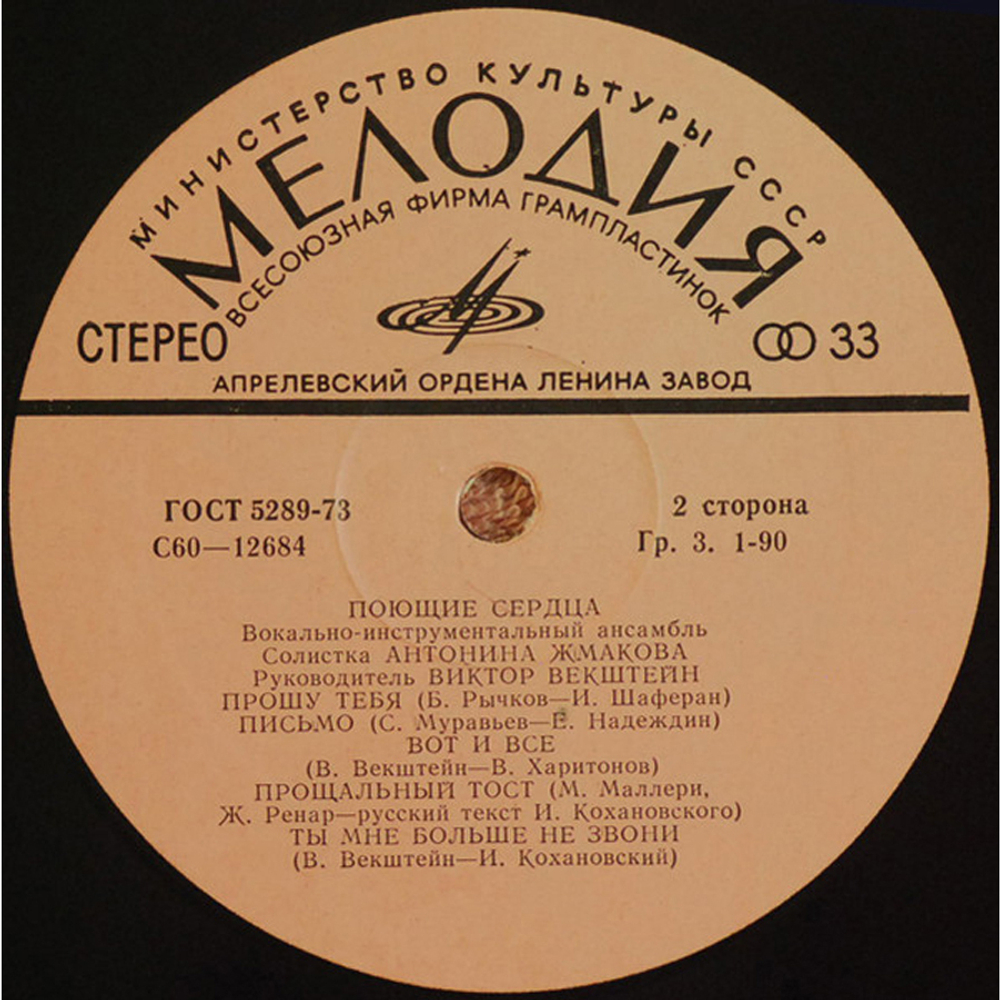 МИНИСТЕРСТВО КУЛЬТУРЫ СССР
МЕЛОДИЯ
ВСЕСОЮЗНАЯ ФИРМА ГРАМПЛАСТИНОК
СТЕРЕО
33
АПРЕЛЕВСКИЙ ОРДЕНА ЛЕНИНА ЗАВОД
ГОСТ 5289-73
2 сторона
С60—12684
Гр. 3. 1-90
ПОЮЩИЕ СЕРДЦА
Вокально-инструментальный ансамбль
Солистка АНТОНИНА ЖМАКОВА
Руководитель ВИКТОР ВЕКШТЕЙН
ПРОШУ ТЕБЯ (Б. Рычков—И. Шаферан)
ПИСЬМО (С. Муравьев—Е. Надеждин)
ВОТ И ВСЕ
(В. Векштейн—В. Харитонов)
ПРОЩАЛЬНЫЙ ТОСТ (М. Маллери,
Ж. Ренар—русский текст И. Кохановского)
ТЫ МНЕ БОЛЬШЕ НЕ ЗВОНИ
(В. Векштейн—И. Кохановский)